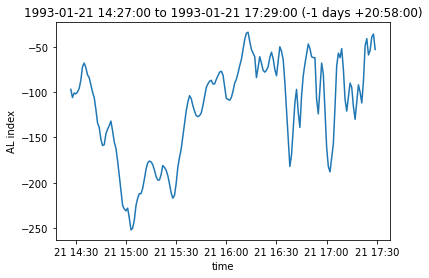 1993-01-21 14:27:00 to 1993-01-21 17:29:00 (-1 days +20:58:00)
AL index
−50
−100
−150
−200
−250
21 14:30 21 15:00 21 15:30 21 16:00 21 16:30 21 17:00 21 17:30
time